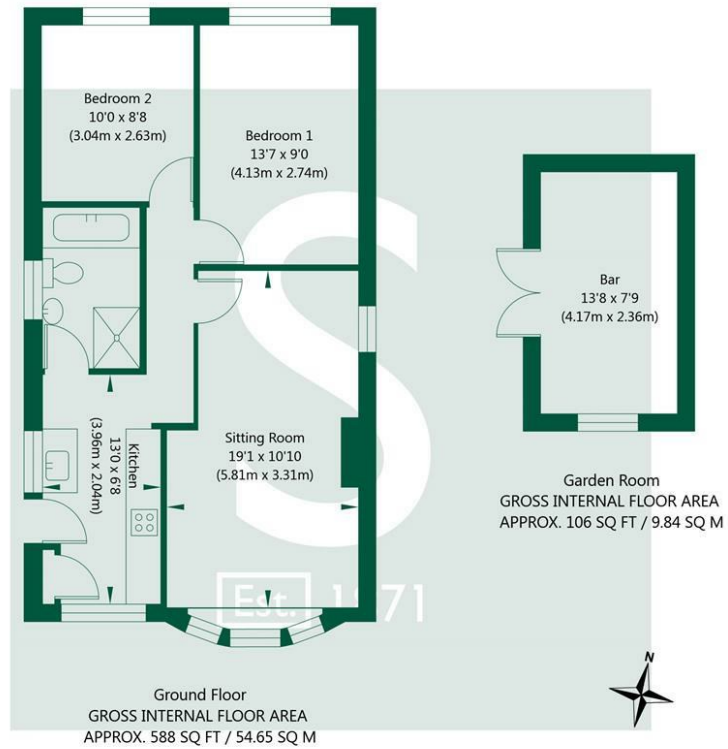 Bedroom 2
10'0 x 8'8
(3.04m x 2.63m)
Bedroom 1
13'7 x 9'0
(4.13m x 2.74m)
Bar
13'8 x 7'9
(4.17m x 2.36m)
Kitchen
13'0 x 6'8
(3.96m x 2.04m)
Sitting Room
19'1 x 10'10
(5.81m x 3.31m)
Garden Room
GROSS INTERNAL FLOOR AREA
APPROX. 106 SQ FT / 9.84 SQ M
S
Est. 1871
N
Ground Floor
GROSS INTERNAL FLOOR AREA
APPROX. 588 SQ FT / 54.65 SQ M